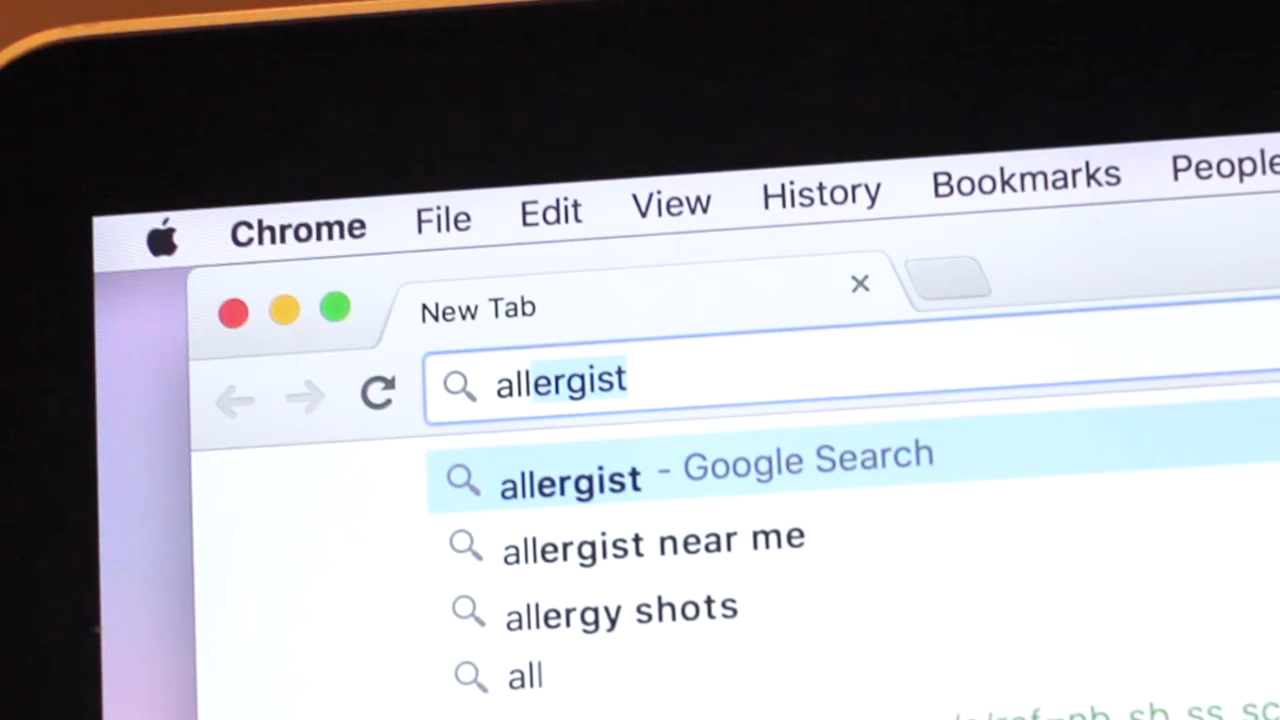 Chrome File Edit View History Bookmarks People
New Tab
allergist
allergist - Google Search
allergist near me
allergy shots
all